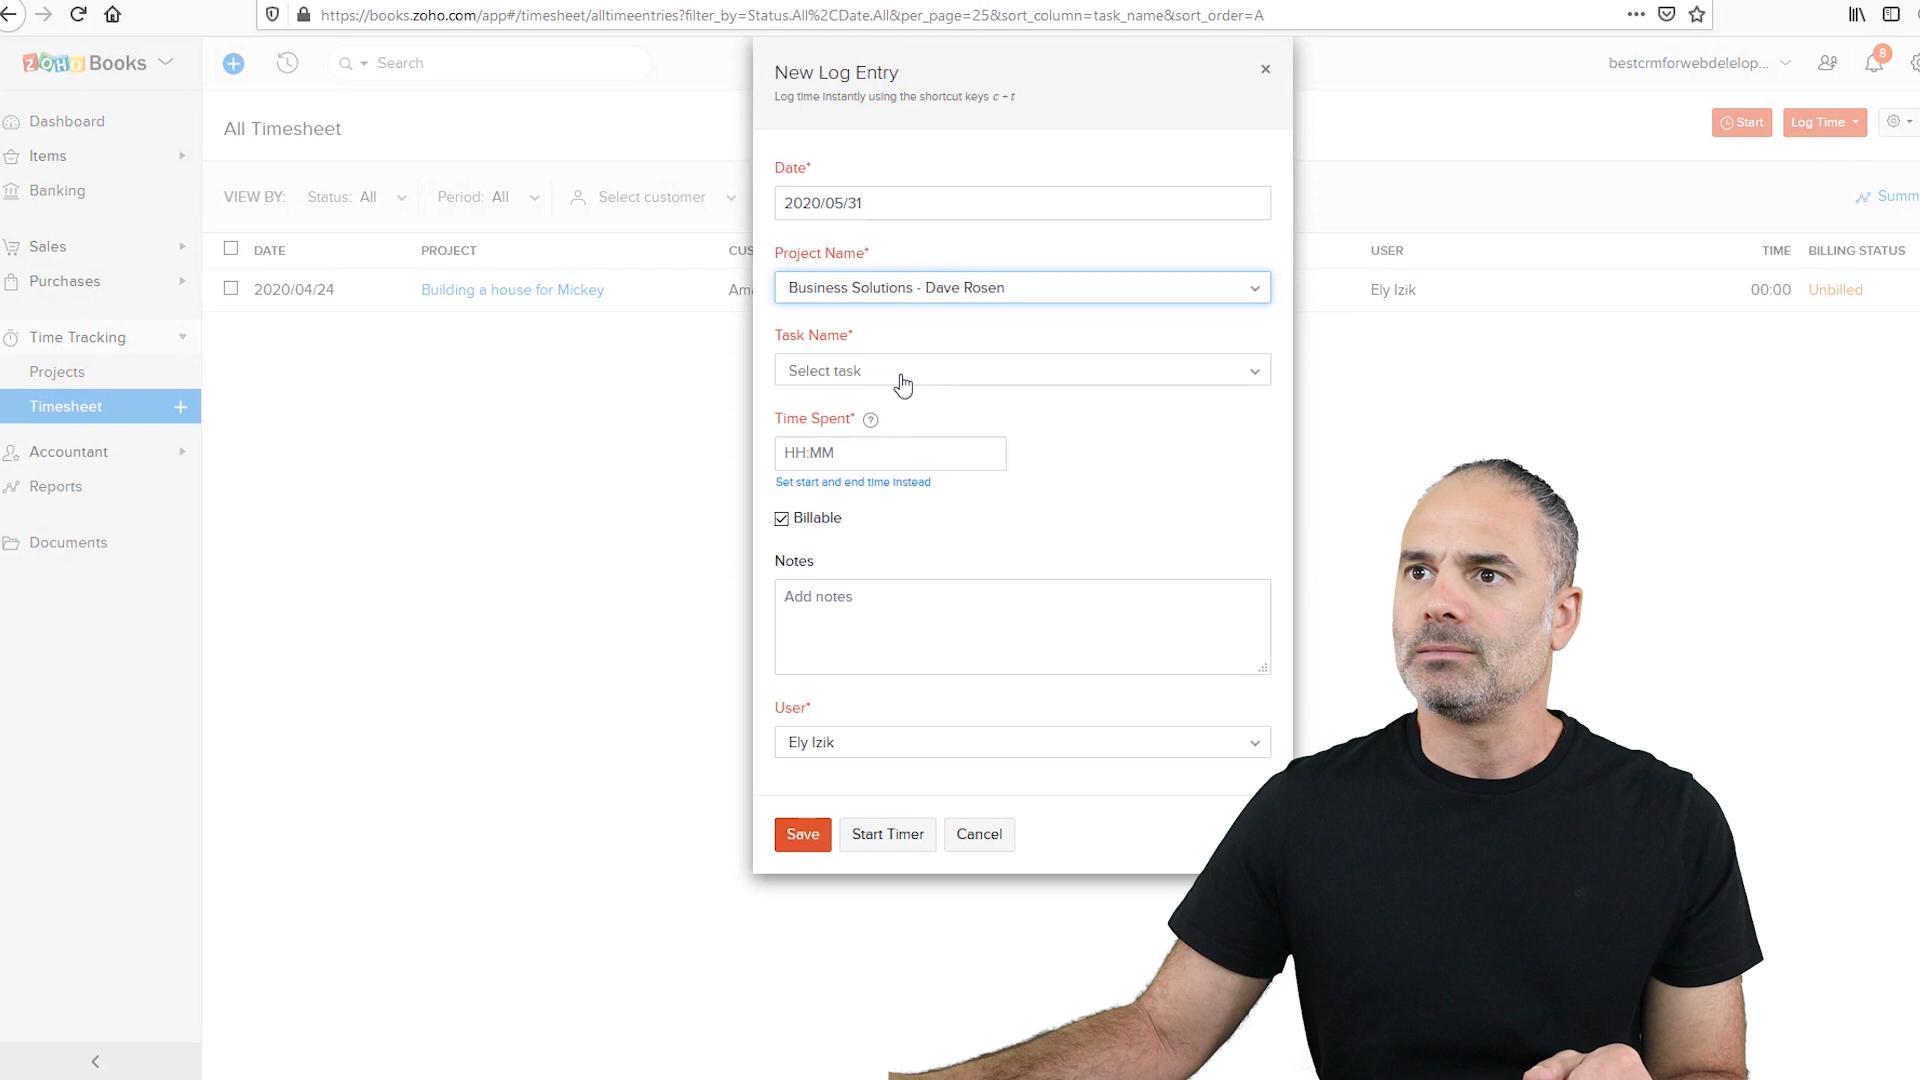 https://books.zoho.com/app#/timesheet/alltimeentries?filter_by=Status.All%2CDate.All&per_page=25&sort_column=task_name&sort_order=A
ZOHO Books
Search
bestcrmforwebdelelop...
8
New Log Entry
Log time instantly using the shortcut keys c + t
Dashboard
Items
Banking
Sales
Purchases
Time Tracking
Projects
Timesheet
Accountant
Reports
Documents
All Timesheet
Start
Log Time
VIEW BY: Status: All Period: All Select customer
Summ
DATE PROJECT CUS USER TIME BILLING STATUS
2020/04/24 Building a house for Mickey Am Ely Izik 00:00 Unbilled
Date*
2020/05/31
Project Name*
Business Solutions - Dave Rosen
Task Name*
Select task
Time Spent* ?
HH:MM
Set start and end time instead
Billable
Notes
Add notes
User*
Ely Izik
Save Start Timer Cancel